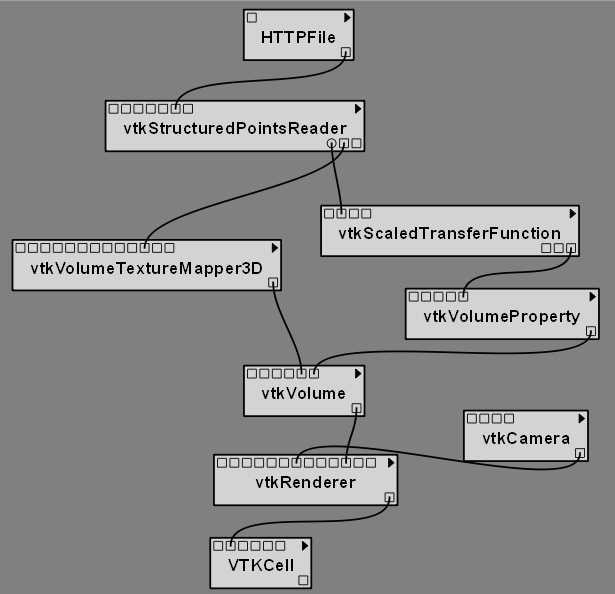 HTTPFile
vtkStructuredPointsReader
vtkScaledTransferFunction
vtkVolumeTextureMapper3D
vtkVolumeProperty
vtkVolume
vtkCamera
vtkRenderer
VTKCell